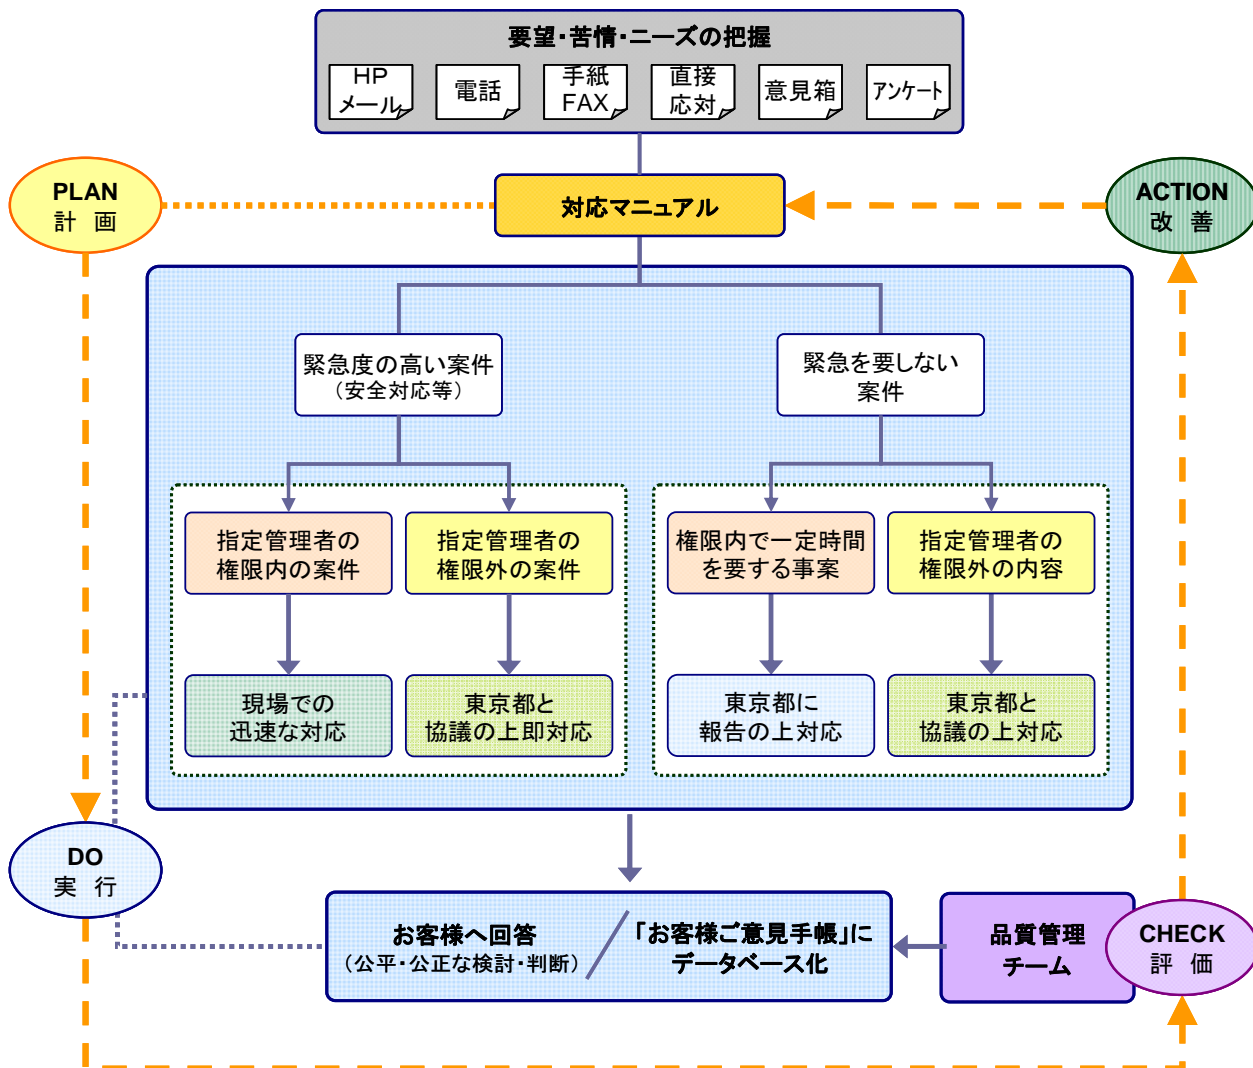 要望・苦情・ニーズの把握
HP
メール
電話
手紙
FAX
直接
応対
意見箱
アンケート
PLAN
計 画
対応マニュアル
ACTION
改 善
緊急度の高い案件
（安全対応等）
緊急を要しない
案件
指定管理者の
権限内の案件
指定管理者の
権限外の案件
権限内で一定時間
を要する事案
指定管理者の
権限外の内容
現場での
迅速な対応
東京都と
協議の上即対応
東京都に
報告の上対応
東京都と
協議の上対応
DO
実 行
お客様へ回答
（公平・公正な検討・判断）
「お客様ご意見手帳」に
データベース化
品質管理
チーム
CHECK
評 価